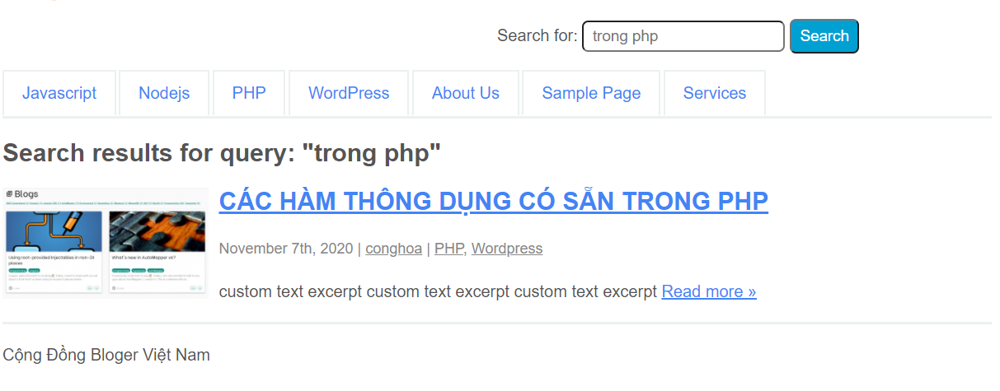 Search for: trong php Search
Javascript Nodejs PHP WordPress About Us Sample Page Services
Search results for query: "trong php"
Blogs
Using root-provided Injectables in non-DI
places
What's new in AutoMapper v6?
CÁC HÀM THÔNG DỤNG CÓ SẴN TRONG PHP
November 7th, 2020 | conghoa | PHP, Wordpress
custom text excerpt custom text excerpt custom text excerpt Read more »
Cộng Đồng Bloger Việt Nam